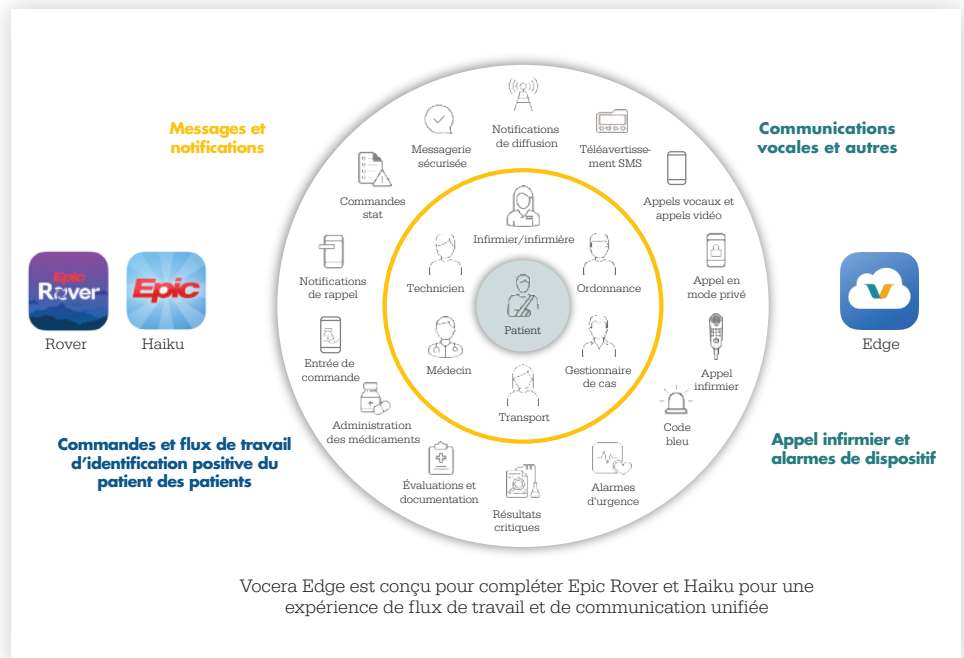 Messages et
notifications
Communications
vocales et autres
Notifications
de diffusion
Messagerie
sécurisée
Téléavertisse-
ment SMS
Commandes
stat
Appels vocaux et
appels vidéo
Infirmier/infirmière
Notifications
de rappel
Technicien
Ordonnance
Appel en
mode privé
Epic
Rover
Epic
Rover
Haiku
Patient
Edge
Entrée de
commande
Médecin
Gestionnaire
de cas
Appel
infirmier
Transport
Administration
des médicaments
Code
bleu
Commandes et flux de travail
d'identification positive du
patient des patients
Appel infirmier et
alarmes de dispositif
Évaluations et
documentation
Résultats
critiques
Alarmes
d'urgence
Vocera Edge est conçu pour compléter Epic Rover et Haiku pour une
expérience de flux de travail et de communication unifiée